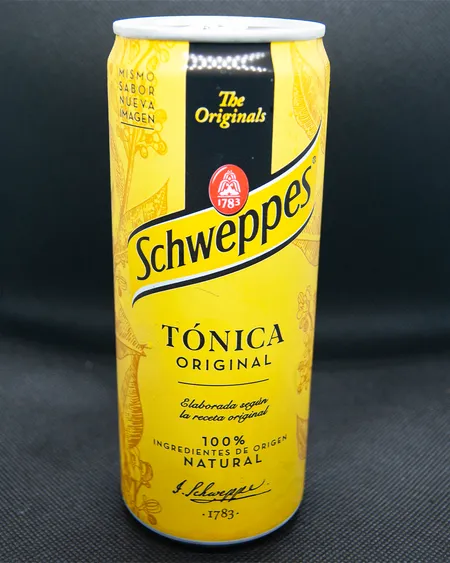 MISMO
SABOR
NUEVA
IMAGEN
The
Originals
1783
Schweppes
TÓNICA
ORIGINAL
Elaborada según
la receta original
100%
INGREDIENTES DE ORIGEN
NATURAL
J. Schweppe
·1783·